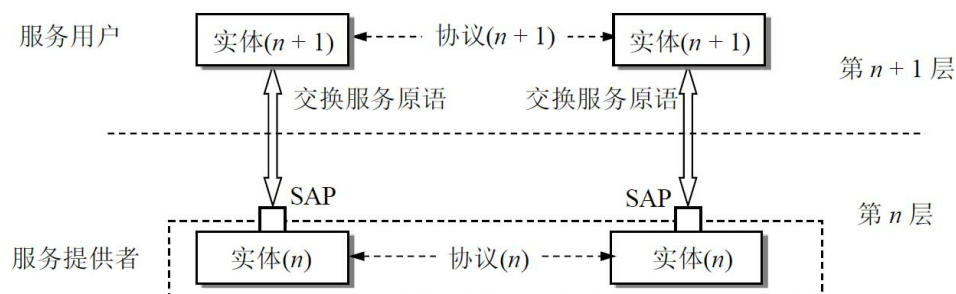 服务用户
实体(n + 1)
协议(n + 1)
实体(n + 1)
第 n + 1 层
交换服务原语
交换服务原语
SAP
SAP
第 n 层
服务提供者
实体(n)
协议(n)
实体(n)